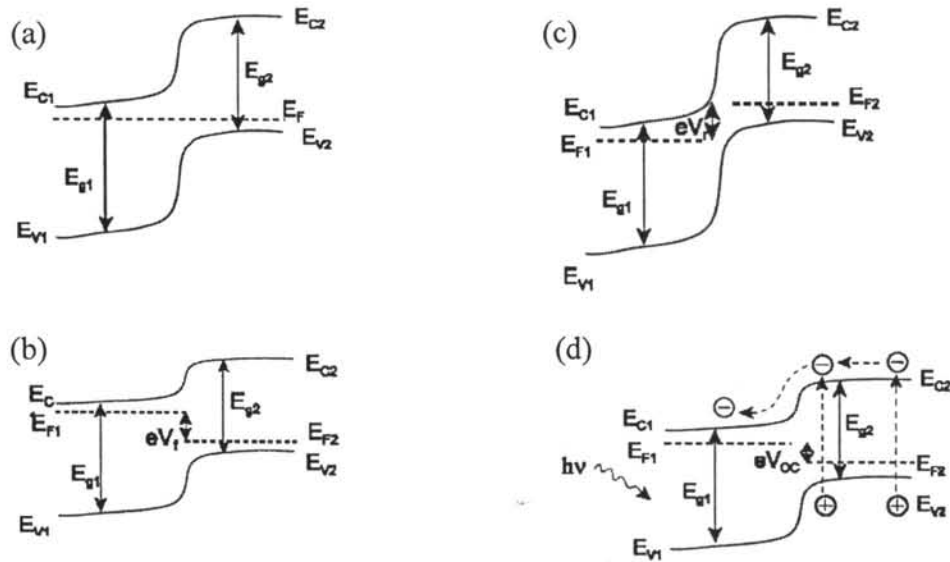 (a)
E_C2
E_g2
E_C1
E_F
E_V2
E_g1
E_V1
(b)
E_C2
E_C
E_F1
E_g2
eV_f
E_F2
E_V2
E_g1
E_V1
(c)
E_C2
E_g2
E_C1
E_F2
eV_r
E_V2
E_F1
E_g1
E_V1
(d)
E_C2
E_C1
E_g2
E_F1
eV_OC
E_F2
hν
E_g1
E_V2
E_V1